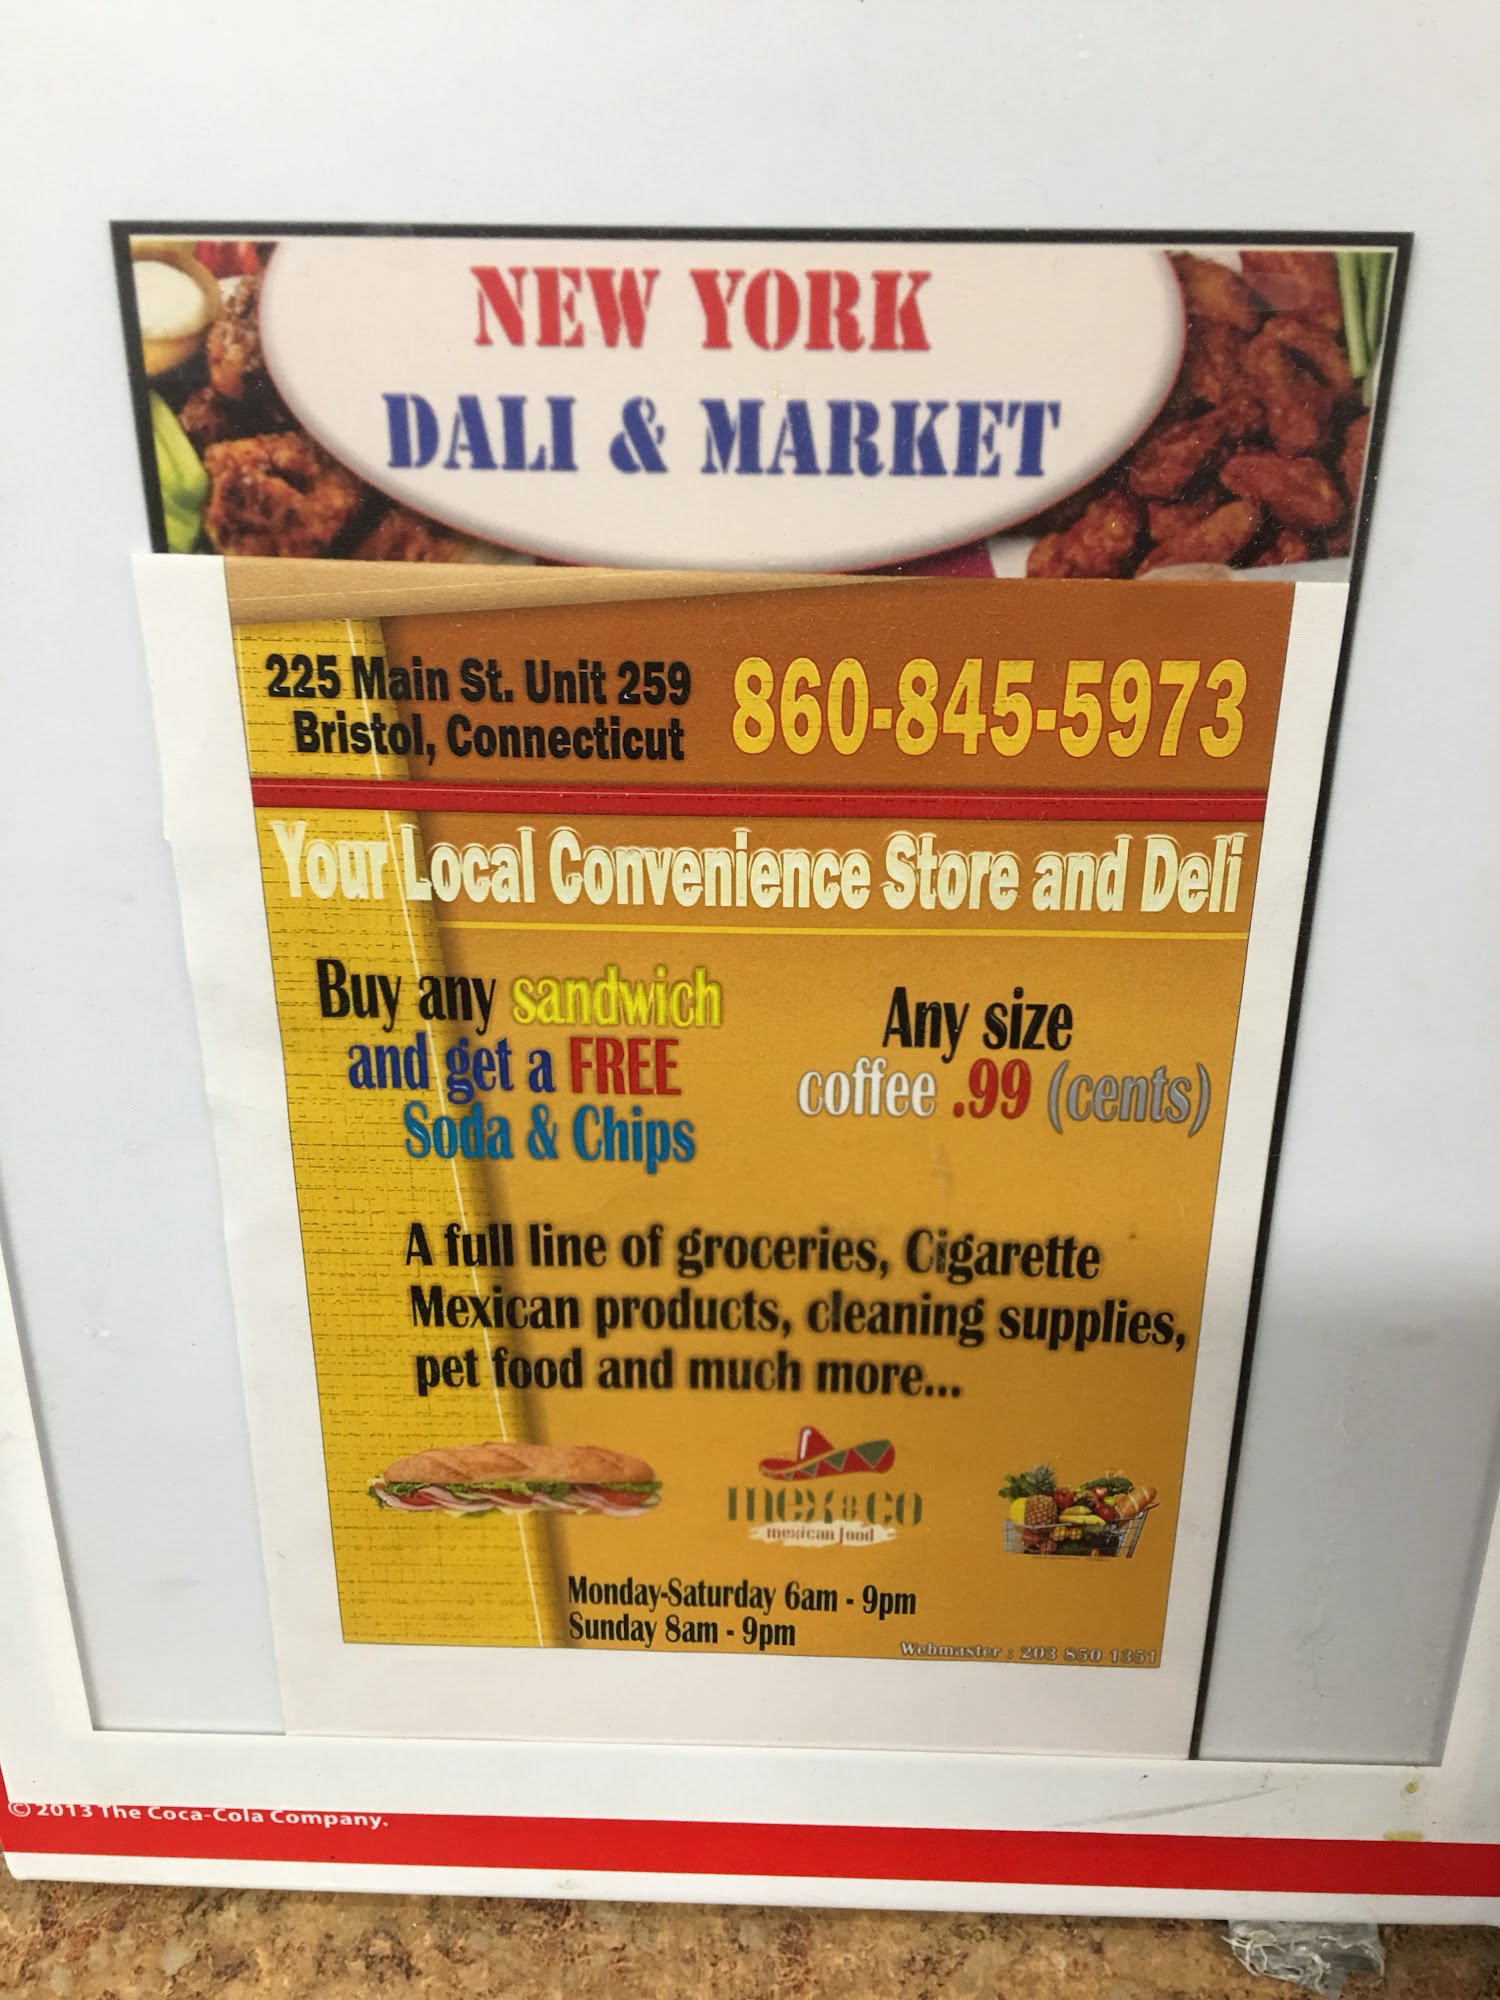 NEW YORK
DALI & MARKET
225 Main St. Unit 259
Bristol, Connecticut
860-845-5973
Your Local Convenience Store and Deli
Buy any sandwich
and get a FREE
Soda & Chips
Any size
coffee .99 (cents)
A full line of groceries, Cigarette
Mexican products, cleaning supplies,
pet food and much more...
mexican food
Monday-Saturday 6am - 9pm
Sunday 8am - 9pm
Webmaster : 203 850 1351
© 2013 The Coca-Cola Company.